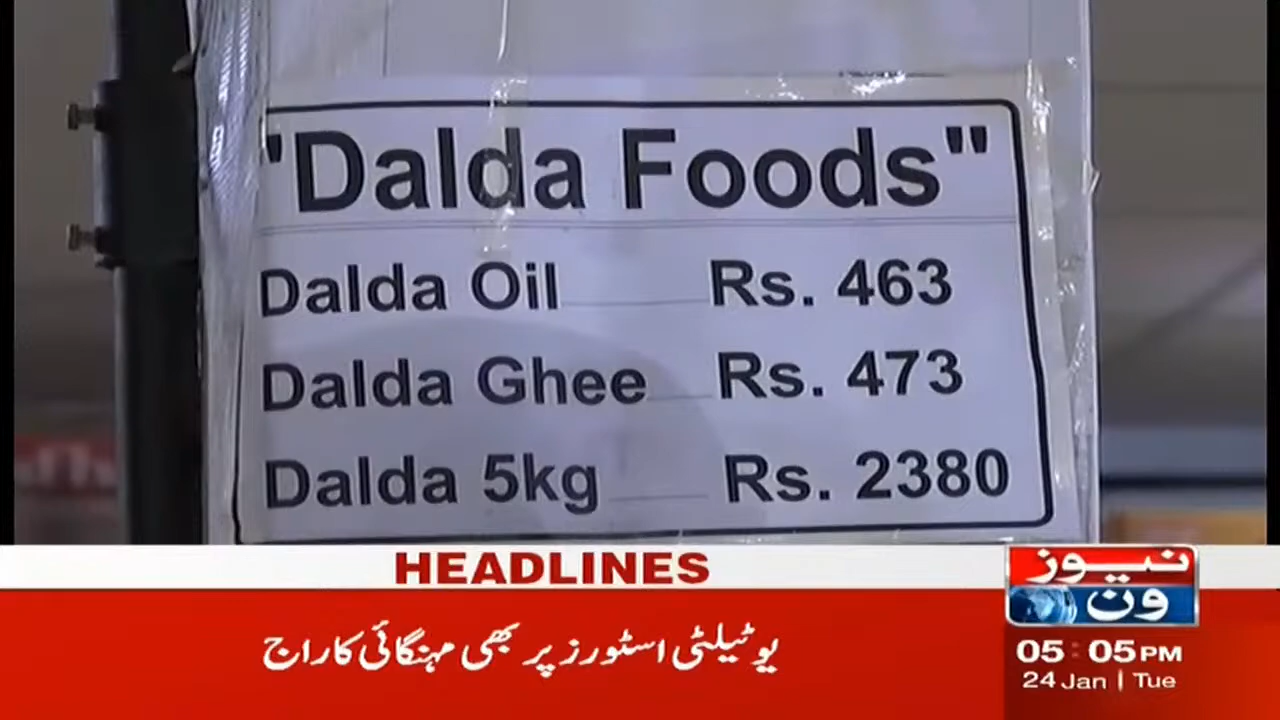 "Dalda Foods"
Dalda Oil Rs. 463
Dalda Ghee Rs. 473
Dalda 5kg Rs. 2380
HEADLINES
یوٹیلٹی اسٹورز پر بھی مہنگائی کا راج
نیوز
ون
05:05 PM
24 Jan | Tue